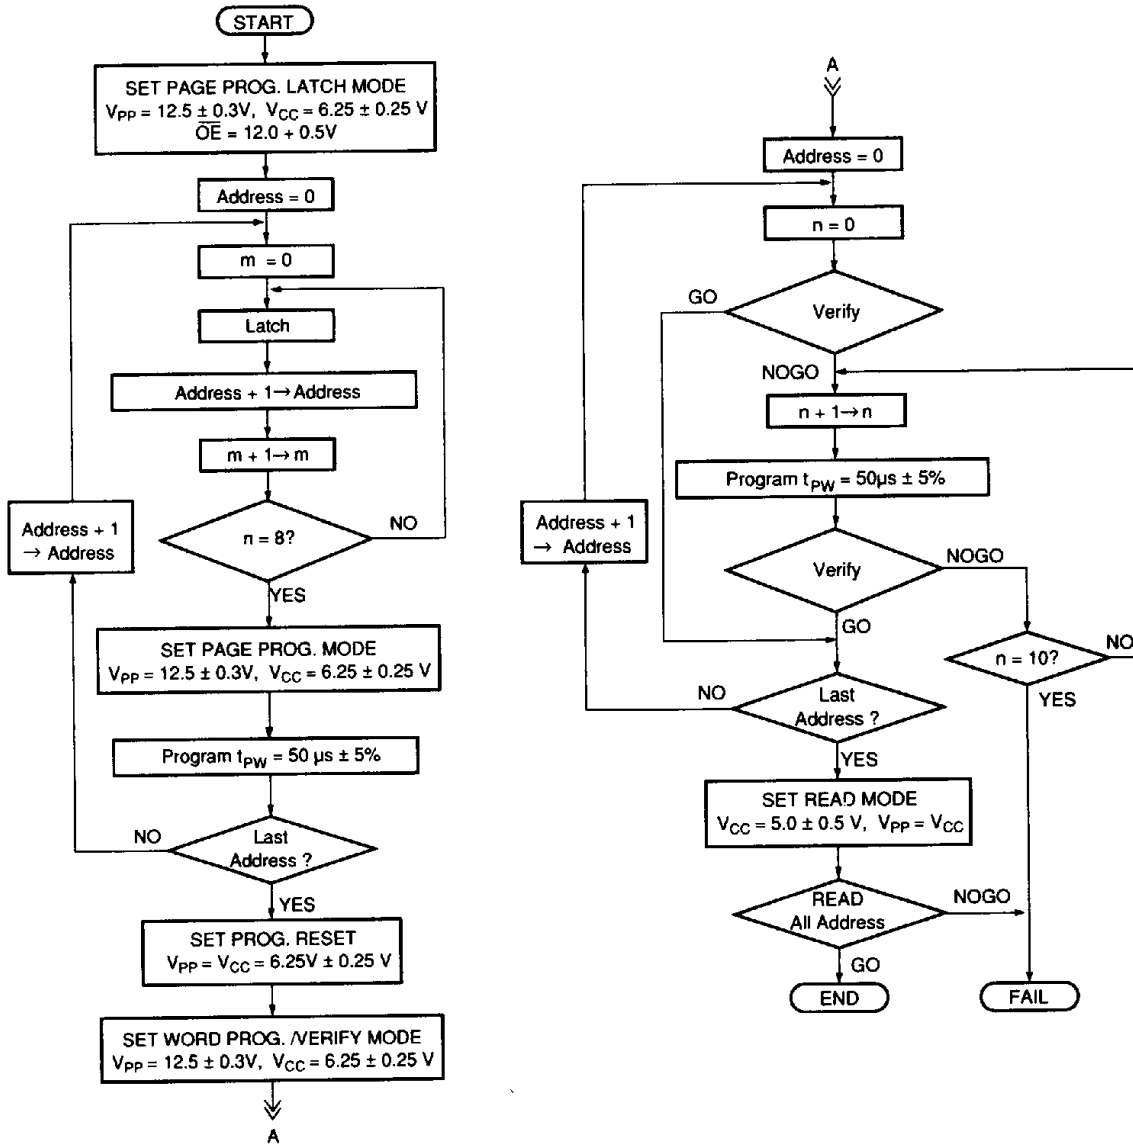 START
SET PAGE PROG. LATCH MODE
VPP = 12.5 ± 0.3V, VCC = 6.25 ± 0.25 V
OE = 12.0 + 0.5V
Address = 0
m = 0
Latch
Address + 1→ Address
m + 1→ m
n = 8?
NO
YES
Address + 1
→ Address
SET PAGE PROG. MODE
VPP = 12.5 ± 0.3V, VCC = 6.25 ± 0.25 V
Program tPW = 50 µs ± 5%
NO
Last
Address ?
YES
SET PROG. RESET
VPP = VCC = 6.25V ± 0.25 V
SET WORD PROG. /VERIFY MODE
VPP = 12.5 ± 0.3V, VCC = 6.25 ± 0.25 V
A
A
Address = 0
n = 0
GO
Verify
NOGO
n + 1→ n
Program tPW = 50µs ± 5%
Address + 1
→ Address
Verify
NOGO
GO
n = 10?
NO
YES
NO
Last
Address ?
YES
SET READ MODE
VCC = 5.0 ± 0.5 V, VPP = VCC
READ
All Address
NOGO
GO
END
FAIL